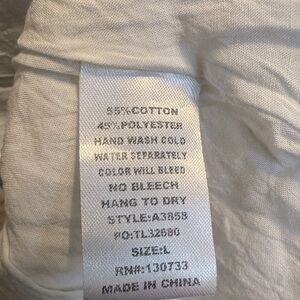 55%COTTON
45%POLYESTER
HAND WASH COLD
WATER SEPARATELY
COLOR WILL BLEED
NO BLEECH
HANG TO DRY
STYLE:A3858
PO:TL32680
SIZE:L
RN#:130733
MADE IN CHINA